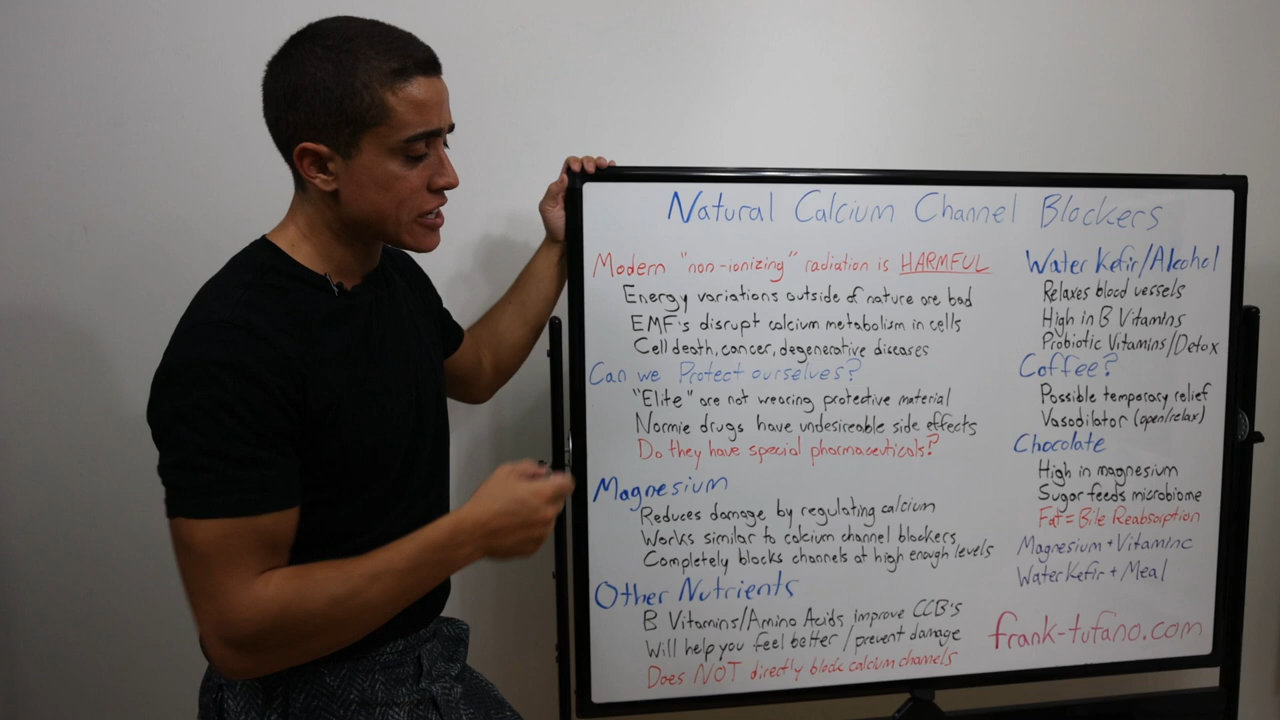 Natural Calcium Channel Blockers
Modern "non-ionizing" radiation is HARMFUL
Energy variations outside of nature are bad
EMF's disrupt calcium metabolism in cells
Cell death, cancer, degenerative diseases
Can we Protect ourselves?
"Elite" are not wearing protective material
Normie drugs have undesireable side effects
Do they have special pharmaceuticals?
Magnesium
Reduces damage by regulating calcium
Works similar to calcium channel blockers
Completely blocks channels at high enough levels
Other Nutrients
B Vitamins/Amino Acids improve CCB's
Will help you feel better/prevent damage
Does NOT directly block calcium channels
Water Kefir/Alcohol
Relaxes blood vessels
High in B Vitamins
Probiotic Vitamins/Detox
Coffee?
Possible temporary relief
Vasodilator (open/relax)
Chocolate
High in magnesium
Sugar feeds microbiome
Fat = Bile Reabsorption
Magnesium + Vitaminc
Water Kefir + Meal
frank-tufano.com